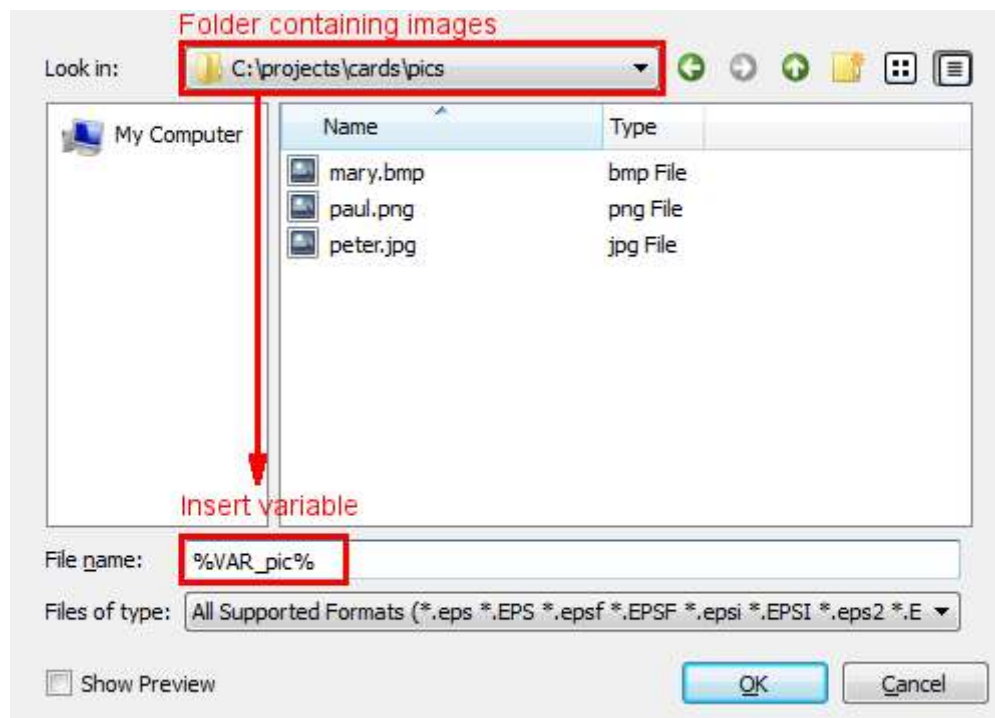 Folder containing images
Look in: C:\projects\cards\pics
My Computer
Name Type
mary.bmp bmp File
paul.png png File
peter.jpg jpg File
Insert variable
File name: %VAR_pic%
Files of type: All Supported Formats (*.eps *.EPS *.epsf *.EPSF *.epsi *.EPSI *.eps2 *.E
Show Preview OK Cancel